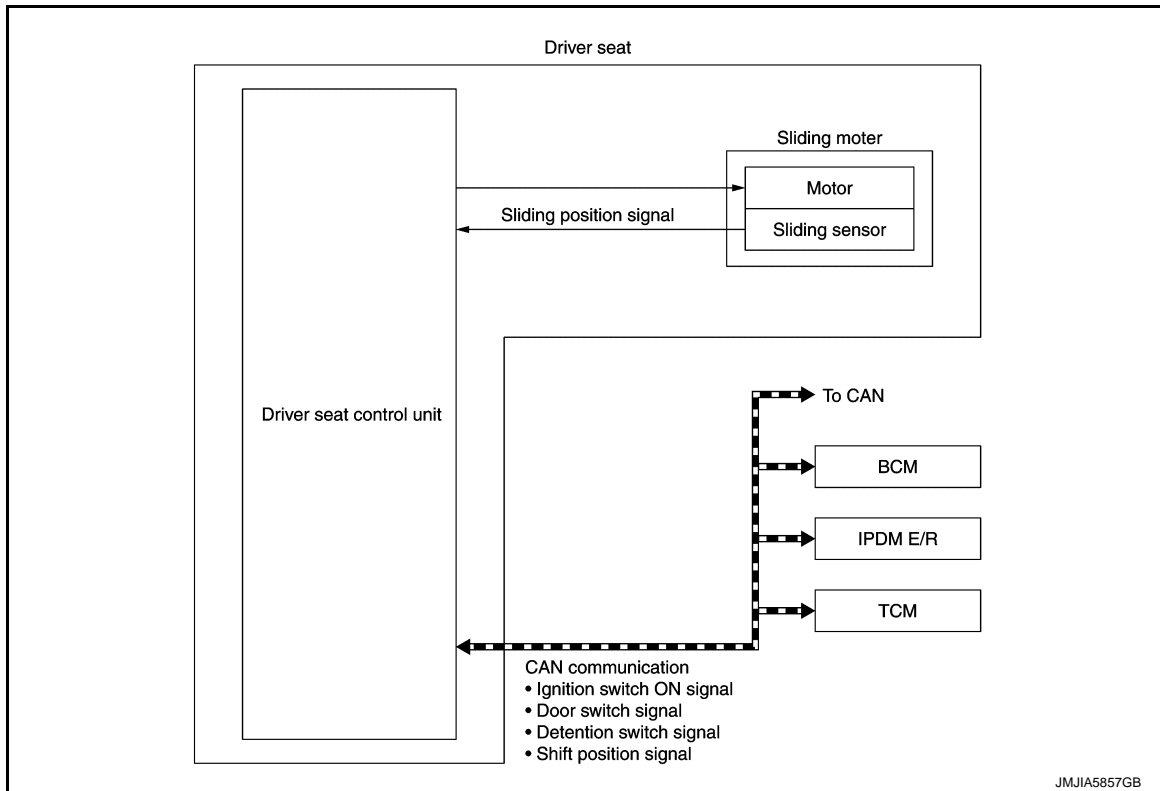 Driver seat
Sliding moter
Motor
Sliding position signal
Sliding sensor
Driver seat control unit
To CAN
BCM
IPDM E/R
TCM
CAN communication
• Ignition switch ON signal
• Door switch signal
• Detention switch signal
• Shift position signal
JMJIA5857GB